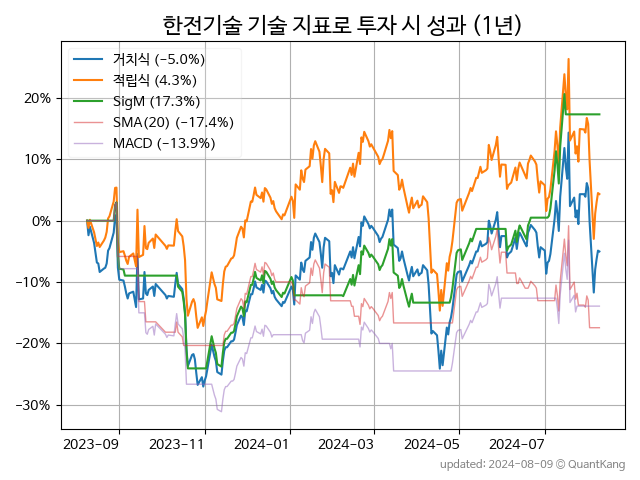 한전기술 기술 지표로 투자 시 성과 (1년)
거치식 (−5.0%)
적립식 (4.3%)
SigM (17.3%)
SMA(20) (−17.4%)
MACD (−13.9%)
20%
10%
0%
−10%
−20%
−30%
2023-09
2023-11
2024-01
2024-03
2024-05
2024-07
updated: 2024-08-09 © QuantKang